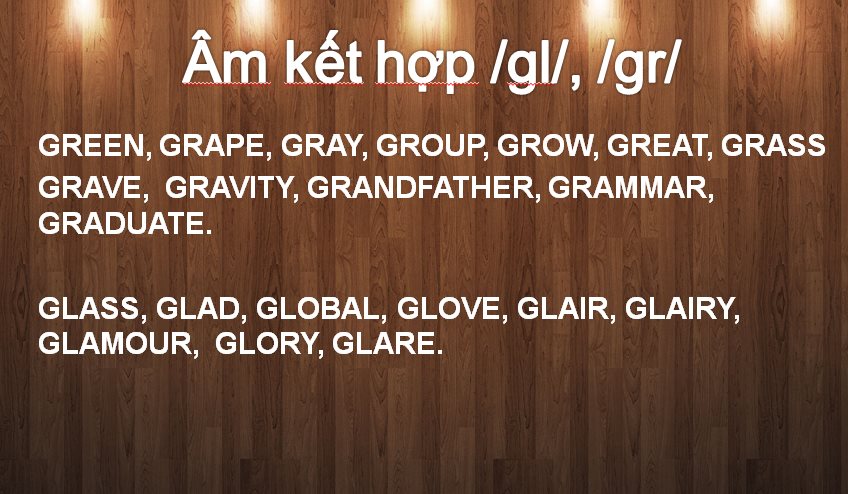 Âm kết hợp /gl/, /gr/
GREEN, GRAPE, GRAY, GROUP, GROW, GREAT, GRASS
GRAVE,  GRAVITY, GRANDFATHER, GRAMMAR,
GRADUATE.
GLASS, GLAD, GLOBAL, GLOVE, GLAIR, GLAIRY,
GLAMOUR,  GLORY, GLARE.